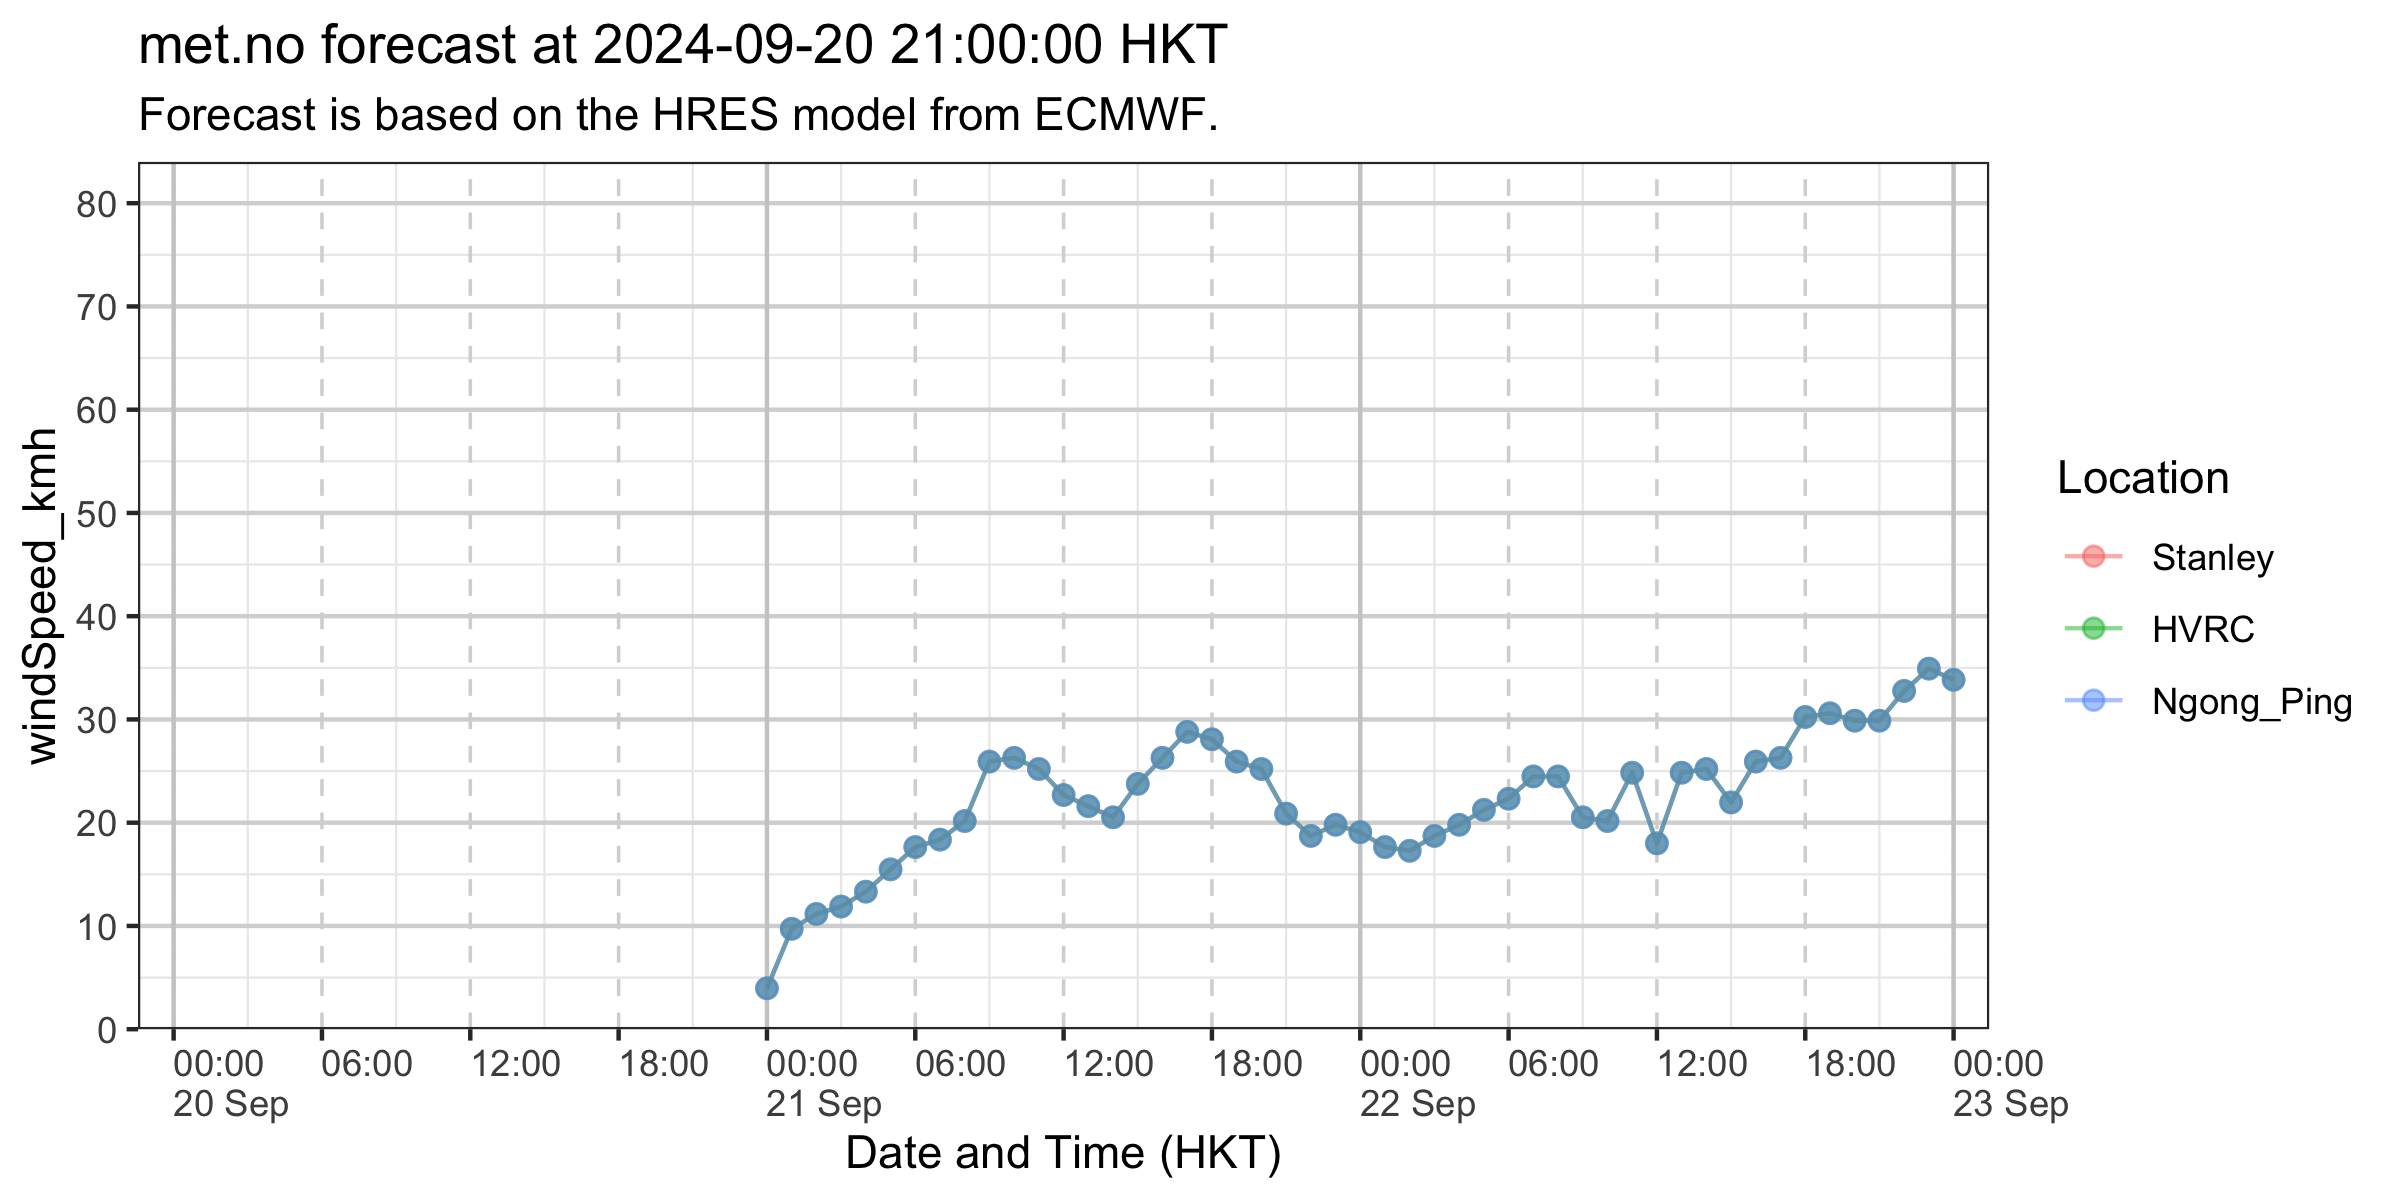 met.no forecast at 2024-09-20 21:00:00 HKT
Forecast is based on the HRES model from ECMWF.
windSpeed_kmh
80
70
60
50
40
30
20
10
0
00:00 06:00 12:00 18:00 00:00 06:00 12:00 18:00 00:00 06:00 12:00 18:00 00:00
20 Sep 21 Sep 22 Sep 23 Sep
Date and Time (HKT)
Location
Stanley
HVRC
Ngong_Ping